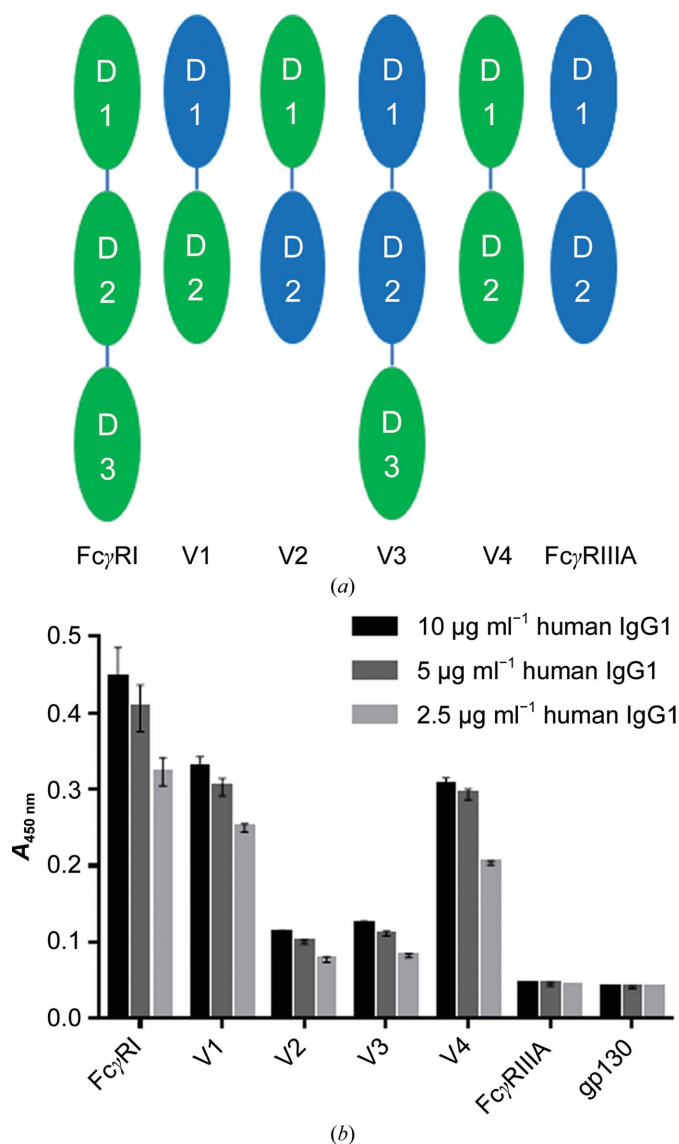 D D D D D D
1 1 1 1 1 1
D D D D D D
2 2 2 2 2 2
D D
3 3
FcγRI V1 V2 V3 V4 FcγRIIIA
(a)
0.5
0.4
0.3
0.2
0.1
0.0
A450 nm
10 µg ml⁻¹ human IgG1
5 µg ml⁻¹ human IgG1
2.5 µg ml⁻¹ human IgG1
FcγRI V1 V2 V3 V4 FcγRIIIA gp130
(b)